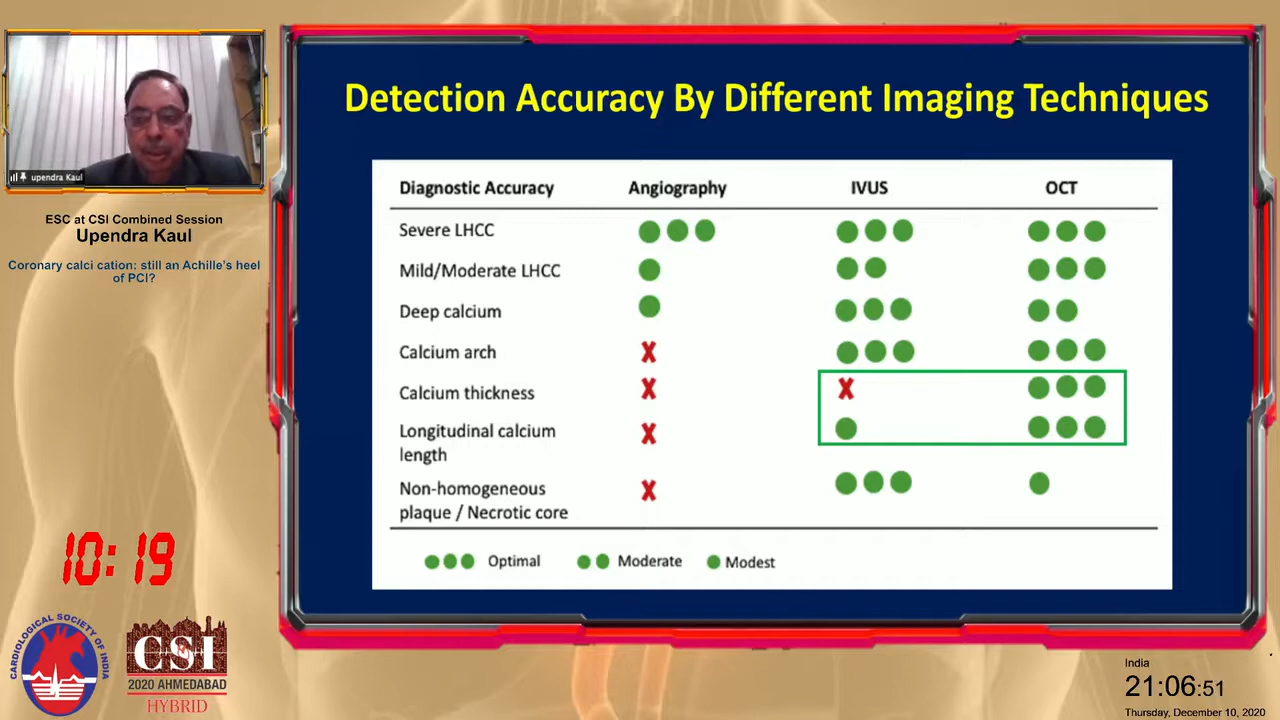 upendra Kaul
ESC at CSI Combined Session
Upendra Kaul
Coronary calci cation: still an Achille's heel
of PCI?
Detection Accuracy By Different Imaging Techniques
Diagnostic Accuracy Angiography IVUS OCT
Severe LHCC
Mild/Moderate LHCC
Deep calcium
Calcium arch X
Calcium thickness X X
Longitudinal calcium X
length
Non-homogeneous X
plaque / Necrotic core
Optimal Moderate Modest
10:19
CARDIOLOGICAL SOCIETY OF INDIA
CSI
2020 AHMEDABAD
HYBRID
India
21:06:51
Thursday, December 10, 2020